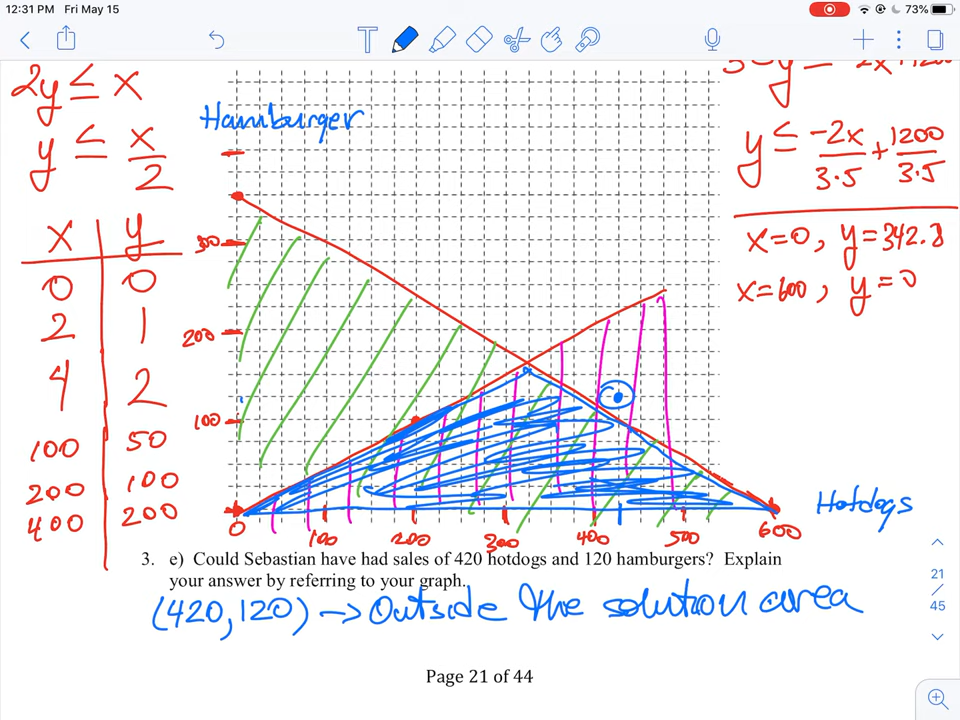 12:31 PM Fri May 15
73%
2y ≤ x
y ≤ x/2
x | y
0 | 0
2 | 1
4 | 2
100 | 50
200 | 100
400 | 200
Hamburger
300
200
100
0 100 200 300 400 500 600
Hotdogs
y ≤ -2x/3.5 + 1200/3.5
x=0, y=342.8
x=600, y=0
3. e) Could Sebastian have had sales of 420 hotdogs and 120 hamburgers? Explain
your answer by referring to your graph.
(420,120) → Outside the solution area
Page 21 of 44
21
/
45